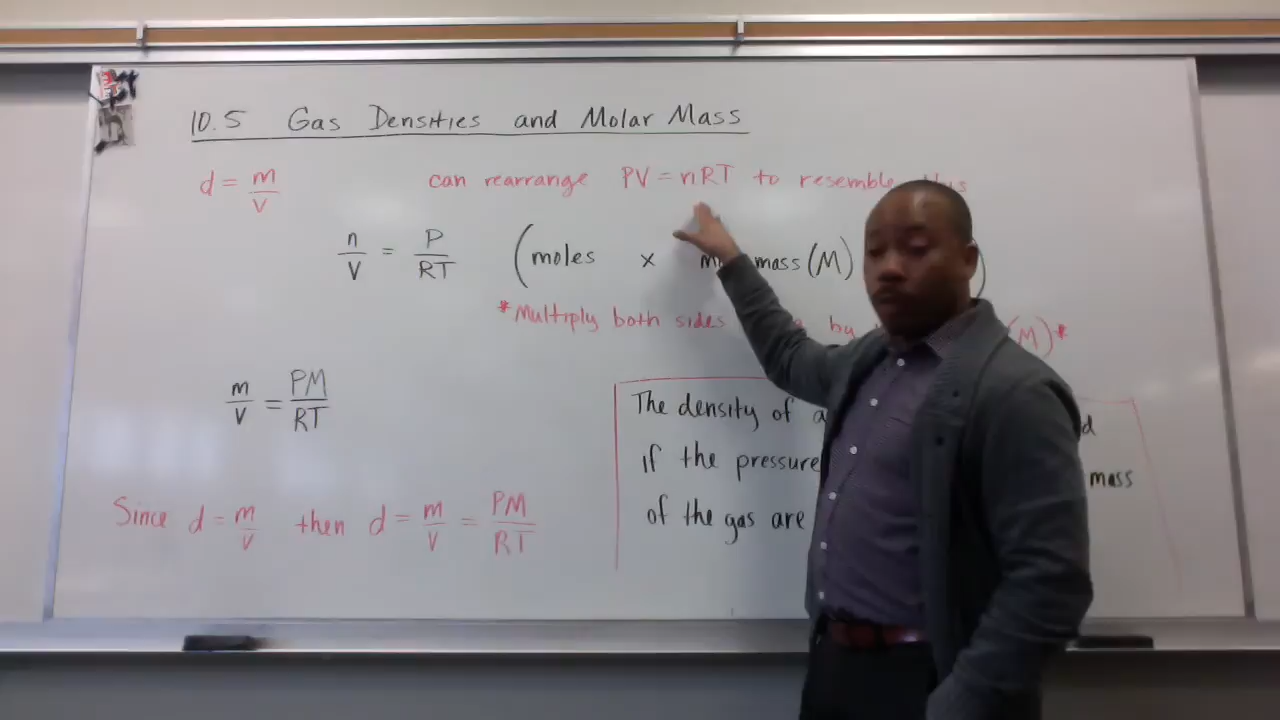 10.5 Gas Densities and Molar Mass
d = m/V can rearrange PV = nRT to resemble
n/V = P/RT (moles x mass (M) )
*Multiply both sides by (M)*
m/V = PM/RT
The density of a
if the pressure mass
of the gas are
Since d = m/V then d = m/V = PM/RT